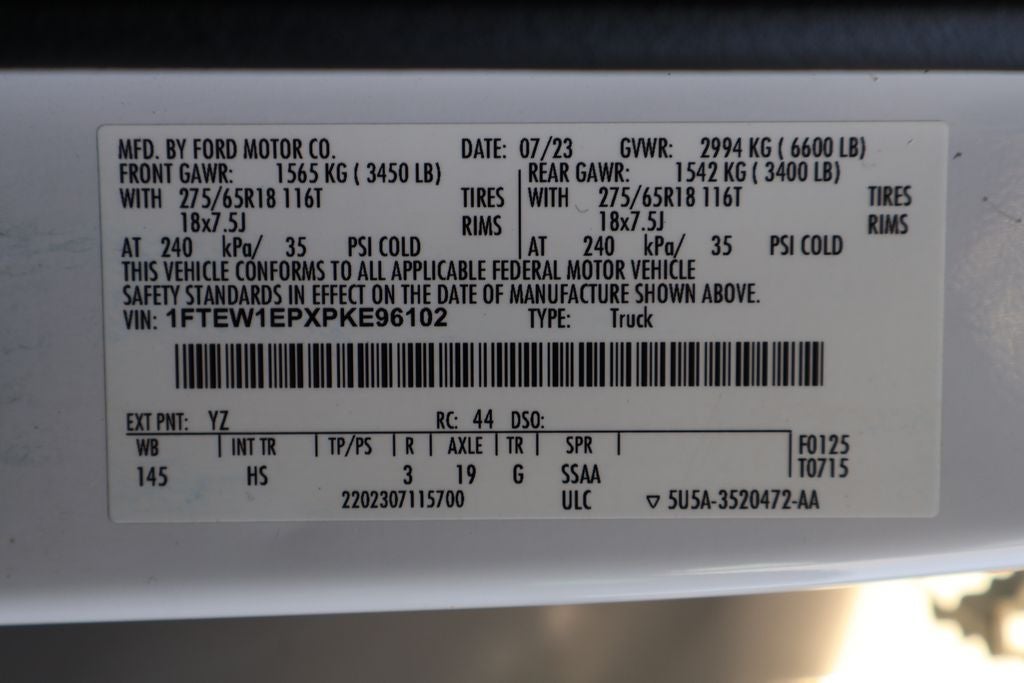 MFD. BY FORD MOTOR CO. DATE: 07/23 GVWR: 2994 KG ( 6600 LB)
FRONT GAWR: 1565 KG ( 3450 LB) REAR GAWR: 1542 KG ( 3400 LB)
WITH 275/65R18 116T TIRES WITH 275/65R18 116T TIRES
18x7.5J RIMS 18x7.5J RIMS
AT 240 kPa/ 35 PSI COLD AT 240 kPa/ 35 PSI COLD
THIS VEHICLE CONFORMS TO ALL APPLICABLE FEDERAL MOTOR VEHICLE
SAFETY STANDARDS IN EFFECT ON THE DATE OF MANUFACTURE SHOWN ABOVE.
VIN: 1FTEW1EPXPKE96102 TYPE: Truck
EXT PNT: YZ RC: 44 DSO:
WB INT TR TP/PS R AXLE TR SPR F0125
145 HS 3 19 G SSAA T0715
2202307115700 ULC ▽ 5U5A-3520472-AA